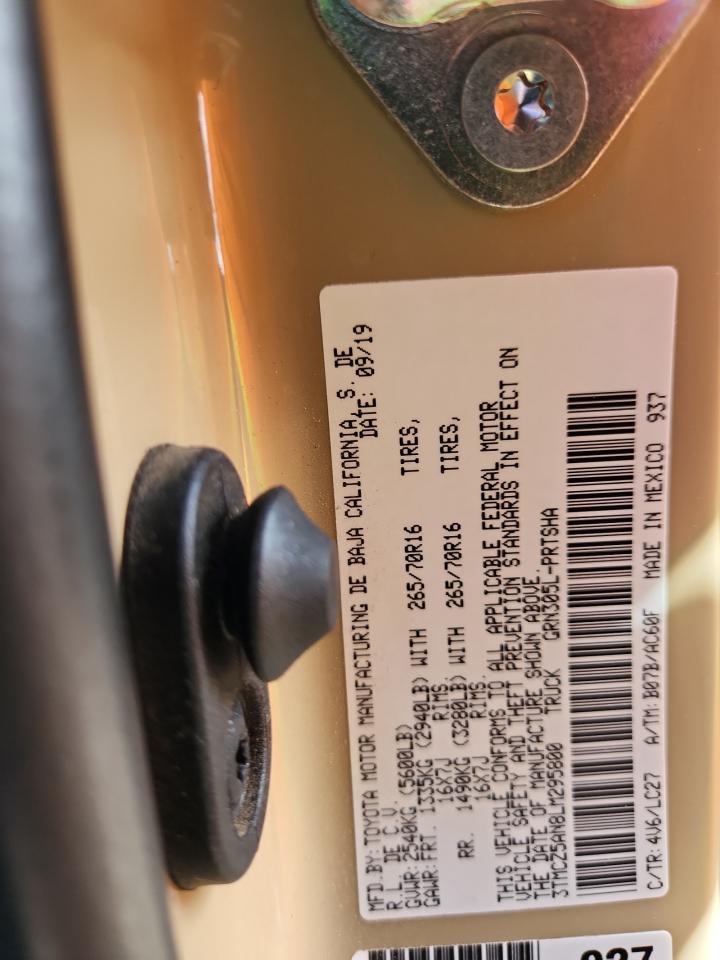 MFD.BY:TOYOTA MOTOR MANUFACTURING DE BAJA CALIFORNIA, S. DE
R.L. DE C.V. DATE: 09/19
GVWR:2540KG (5600LB)
GAWR:FRT. 1335KG (2940LB) WITH 265/70R16 TIRES,
16X7J RIMS,
RR. 1490KG (3280LB) WITH 265/70R16 TIRES,
16X7J RIMS.
THIS VEHICLE CONFORMS TO ALL APPLICABLE FEDERAL MOTOR
VEHICLE SAFETY AND THEFT PREVENTION STANDARDS IN EFFECT ON
THE DATE OF MANUFACTURE SHOWN ABOVE.
3TMCZ5AN8LM295800 TRUCK GRN305L-PRTSHA
C/TR:4V6/LC27 A/TM:B07B/AC60F MADE IN MEXICO 937
937